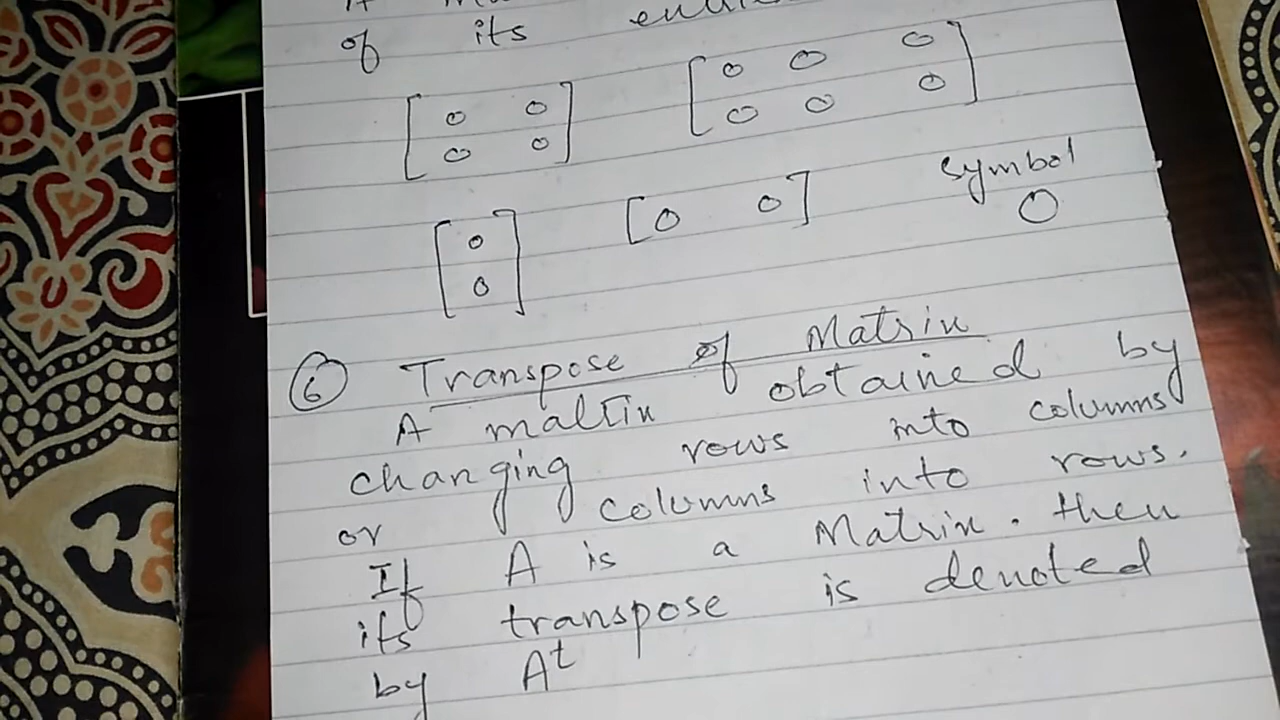 of its
[ 0 0 ] [ 0 0 0 ]
[ 0 0 ] [ 0 0 0 ]
symbol
[ 0 ] [ 0 0 ] O
[ 0 ]
6 Transpose of Matrix
A matrix obtained by
changing rows into columns
or columns into rows.
If A is a Matrix. then
its transpose is denoted
by A^t